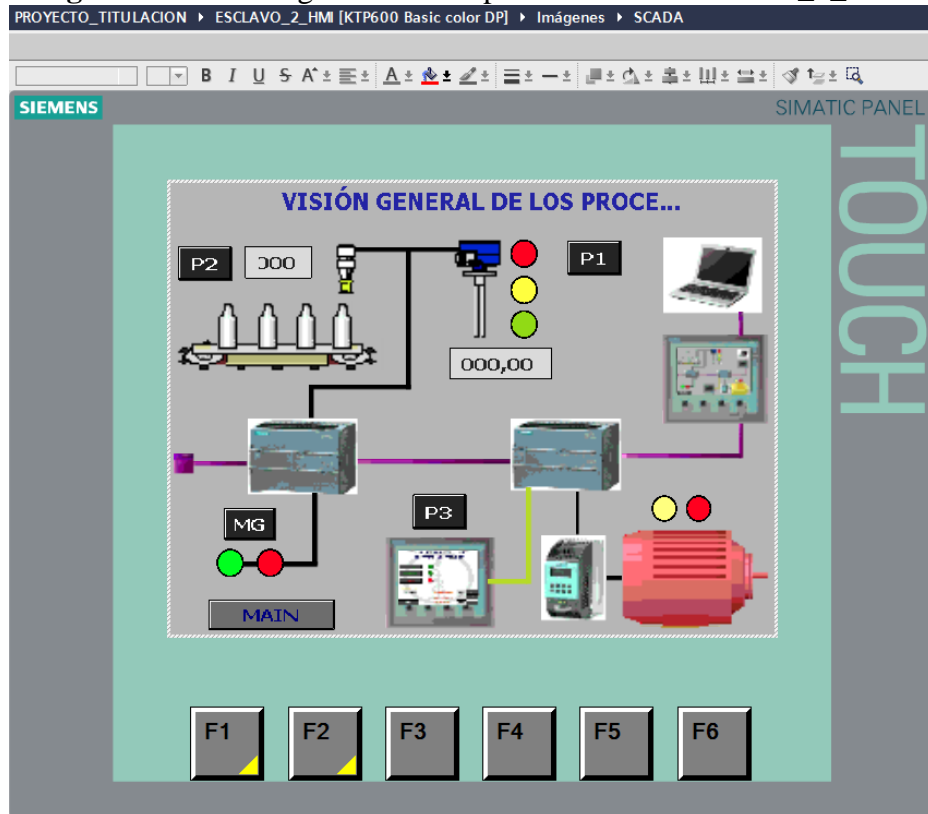 PROYECTO_TITULACION ▸ ESCLAVO_2_HMI [KTP600 Basic color DP] ▸ Imágenes ▸ SCADA
B I U S A A
SIEMENS
SIMATIC PANEL
TOUCH
VISIÓN GENERAL DE LOS PROCE...
P2
000
P1
000,00
MG
P3
MAIN
F1 F2 F3 F4 F5 F6